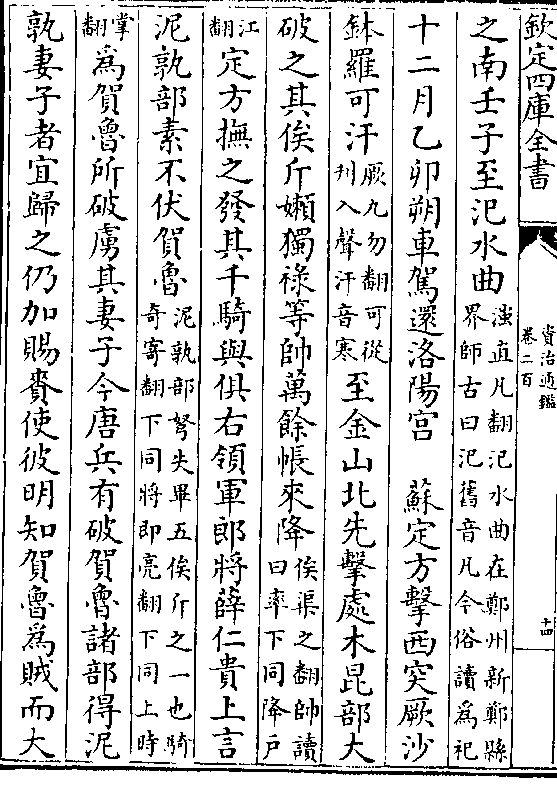 欽定四庫全書
資治通鑑
卷二百
十四
之南壬子至汜水曲滍直凡翻汜水曲在鄭州新鄭縣界師古曰汜舊音凡今俗讀為祀
十二月乙卯朔車駕還洛陽宮　蘇定方擊西突厥沙
鉢羅可汗厥九勿翻可從刋入聲汗音寒至金山北先擊處木昆部大
破之其俟斤嬾獨祿等帥萬餘帳來降俟渠之翻帥讀曰率下同降戶
江翻定方撫之發其千騎與俱右領軍郎將薛仁貴上言
泥孰部素不伏賀魯泥孰部弩失畢五俟斤之一也騎奇寄翻下同將即亮翻下同上時
掌翻為賀魯所破虜其妻子今唐兵有破賀魯諸部得泥
孰妻子者宜歸之仍加賜賚使彼明知賀魯為賊而大